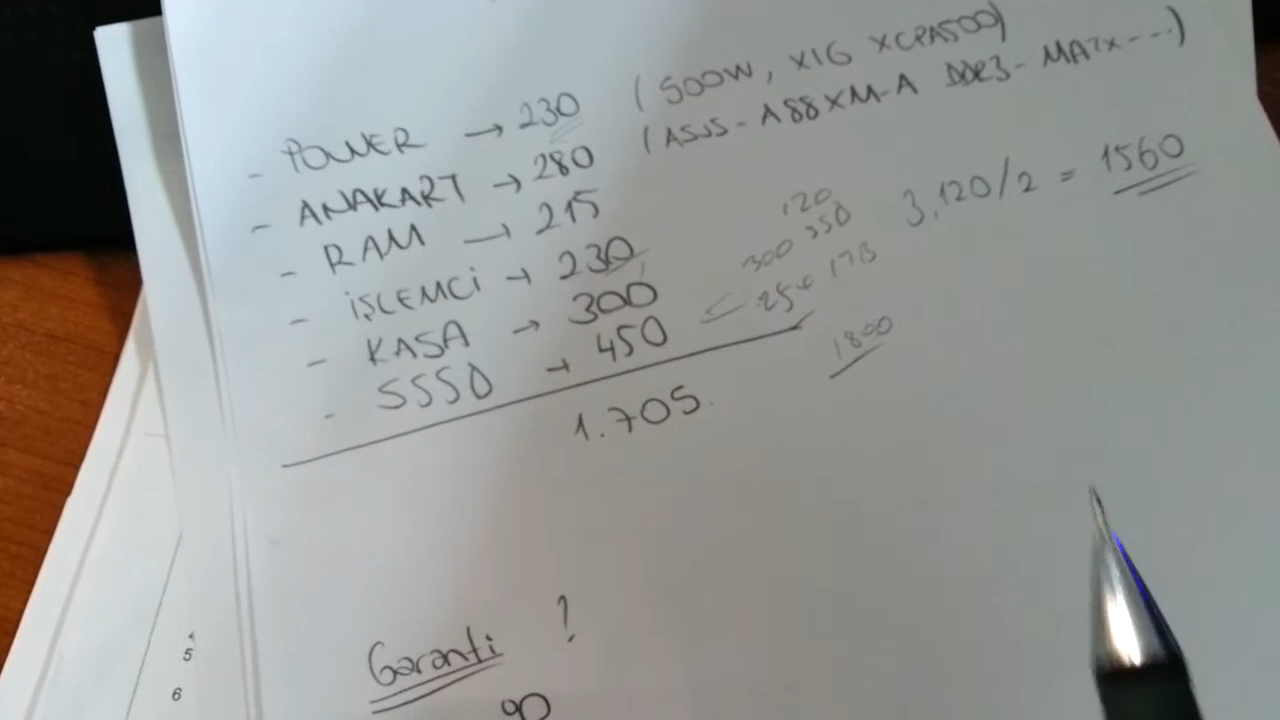 - POWER → 230 (500W, XIG XCPA500)
- ANAKART → 280 (ASUS-A88XM-A DDR3-MATX---)
- RAM → 215
- İŞLEMCİ → 230
- KASA → 300
- SSSD → 450
120
300 350
250 1TB
3.120/2 = 1560
1800
1.705
Garanti ?
90
5
6